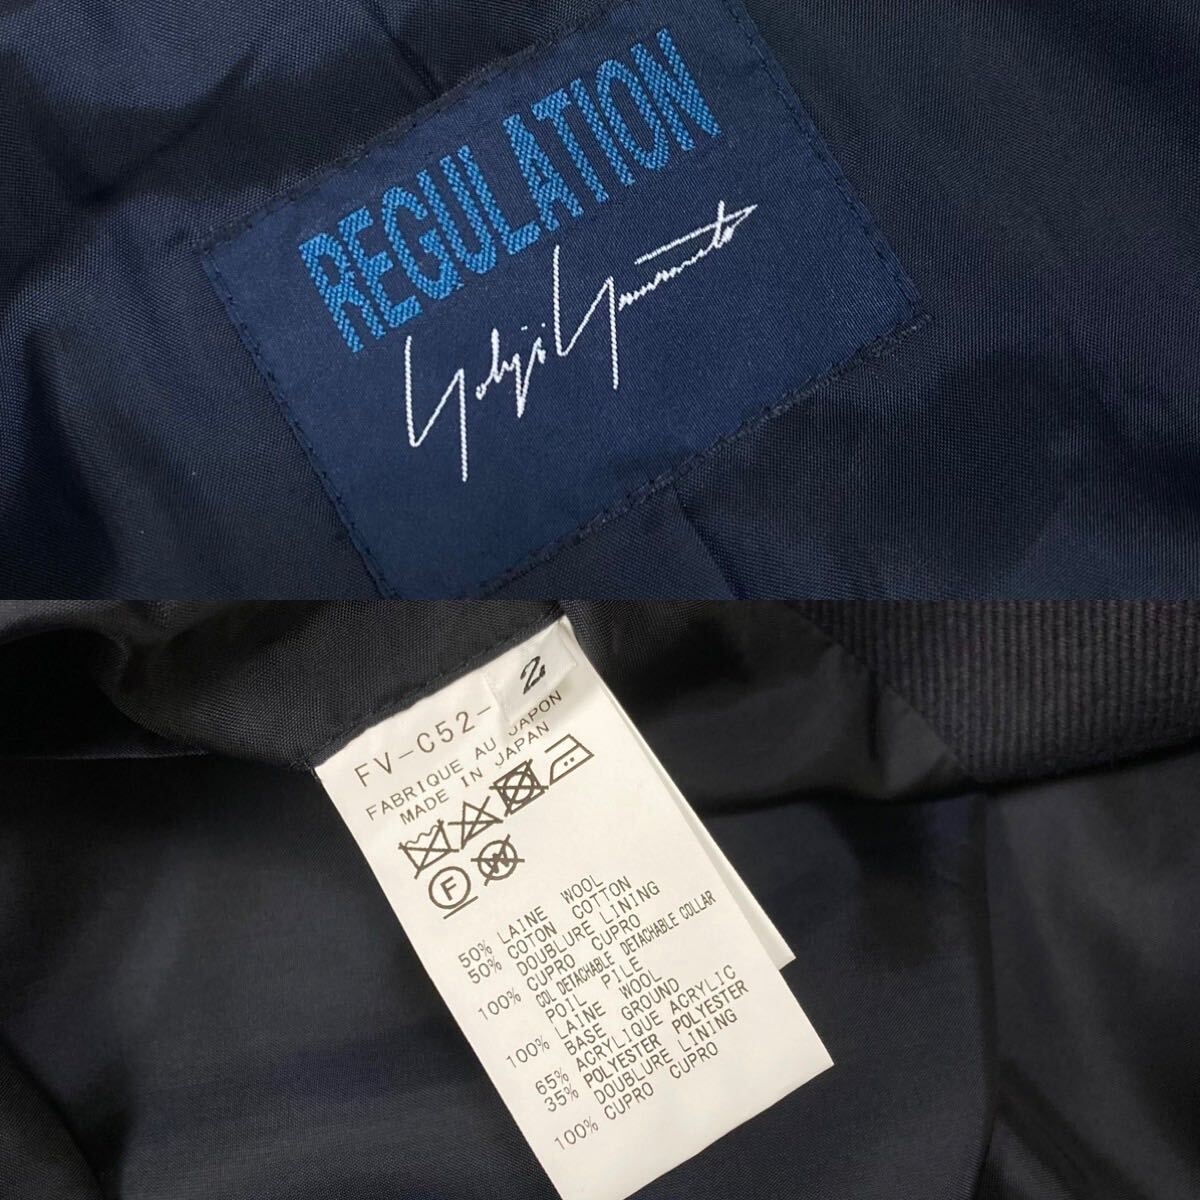 REGULATION
Yohji Yamamoto
2
FV-C52-
FABRIQUE AU JAPON
MADE IN JAPAN
F
W
50% LAINE WOOL
50% COTON COTTON
DOUBLURE LINING
100% CUPRO CUPRO
COL DETACHABLE DETACHABLE COLLAR
POIL PILE
100% LAINE WOOL
BASE GROUND
65% ACRYLIQUE ACRYLIC
35% POLYESTER POLYESTER
DOUBLURE LINING
100% CUPRO CUPRO